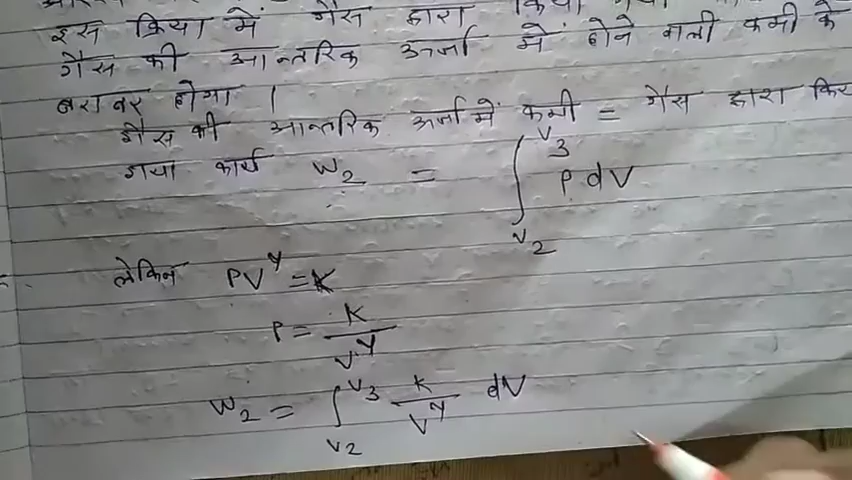 इस क्रिया में गैस द्वारा किया गया
गैस की आन्तरिक ऊर्जा में होने वाली कमी के
बराबर होगा ।
गैस की आन्तरिक ऊर्जा में कमी = गैस द्वारा
गया कार्य W₂ = ∫_{V₂}^{V₃} P dV
लेकिन PV^γ = K
P = K/V^γ
W₂ = ∫_{V₂}^{V₃} K/V^γ dV